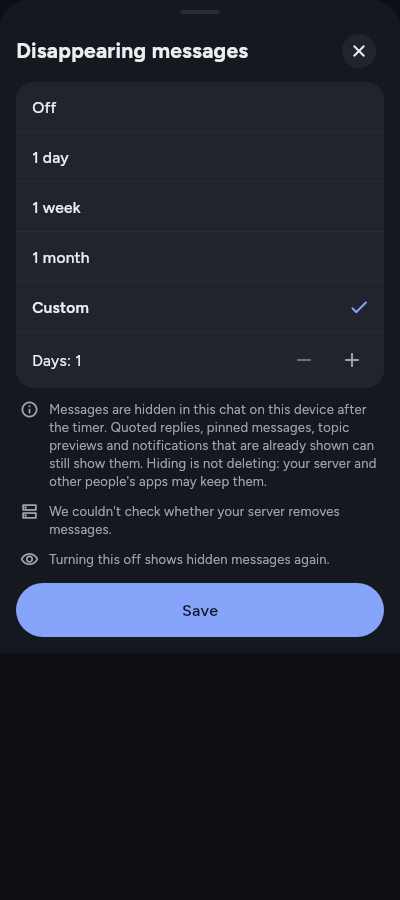 Disappearing messages
Off
1 day
1 week
1 month
Custom
Days: 1
Messages are hidden in this chat on this device after
the timer. Quoted replies, pinned messages, topic
previews and notifications that are already shown can
still show them. Hiding is not deleting: your server and
other people's apps may keep them.
We couldn't check whether your server removes
messages.
Turning this off shows hidden messages again.
Save